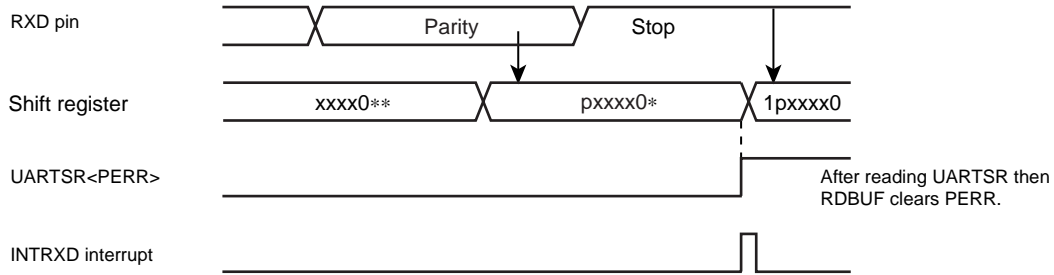 RXD pin
Parity
Stop
Shift register
xxxx0**
pxxxx0*
1pxxxx0
UARTSR<PERR>
After reading UARTSR then
RDBUF clears PERR.
INTRXD interrupt